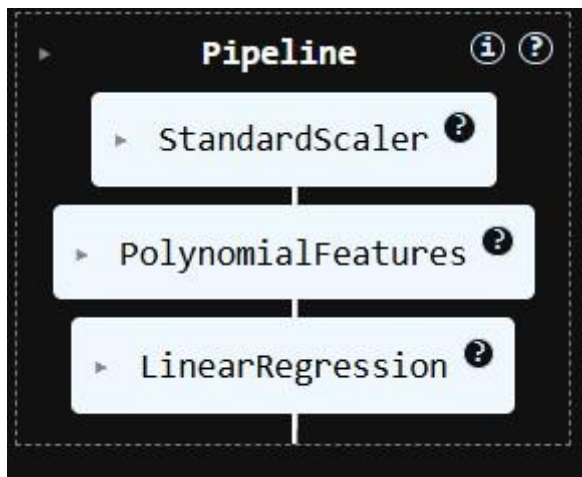 Pipeline i ?
StandardScaler ?
PolynomialFeatures ?
LinearRegression ?